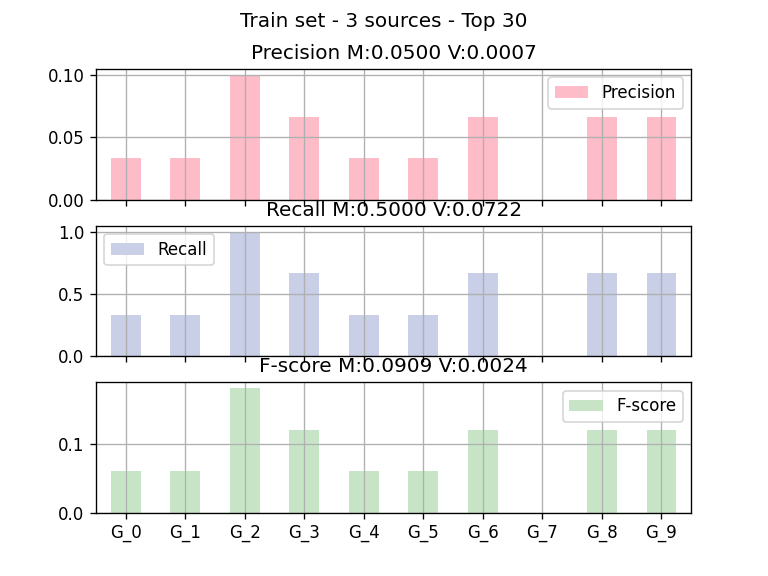 Train set - 3 sources - Top 30
Precision M:0.0500 V:0.0007
0.10
0.05
0.00
Precision
Recall M:0.5000 V:0.0722
1.0
0.5
0.0
Recall
F-score M:0.0909 V:0.0024
0.1
0.0
F-score
G_0 G_1 G_2 G_3 G_4 G_5 G_6 G_7 G_8 G_9